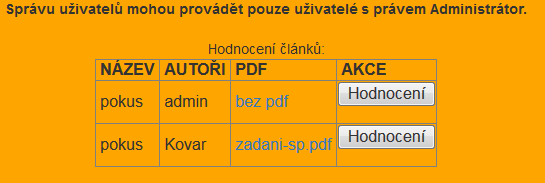 Správu uživatelů mohou provádět pouze uživatelé s právem Administrátor.
Hodnocení článků:
NÁZEV AUTOŘI PDF AKCE
pokus admin bez pdf Hodnocení
pokus Kovar zadani-sp.pdf Hodnocení